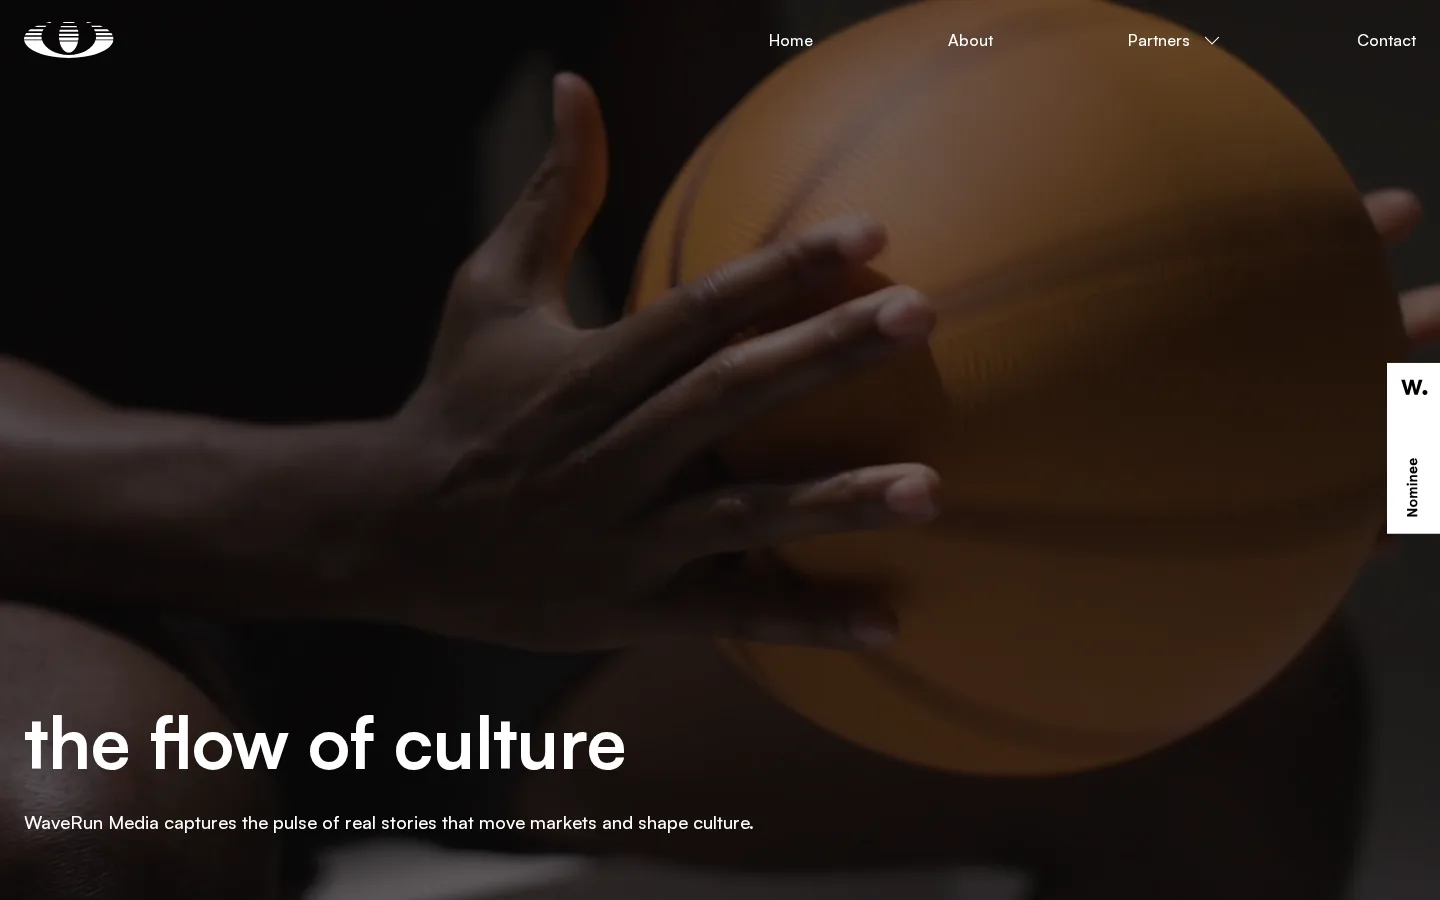 Home
About
Partners
Contact
W.
Nominee
the flow of culture
WaveRun Media captures the pulse of real stories that move markets and shape culture.